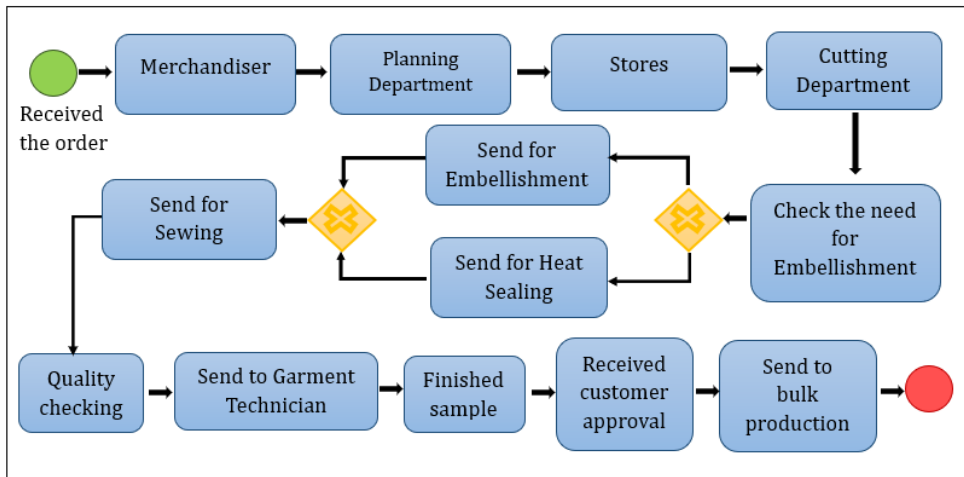 Merchandiser
Planning
Department
Stores
Cutting
Department
Received
the order
Check the need
for
Embellishment
Send for
Embellishment
Send for Heat
Sealing
Send for
Sewing
Quality
checking
Send to Garment
Technician
Finished
sample
Received
customer
approval
Send to
bulk
production